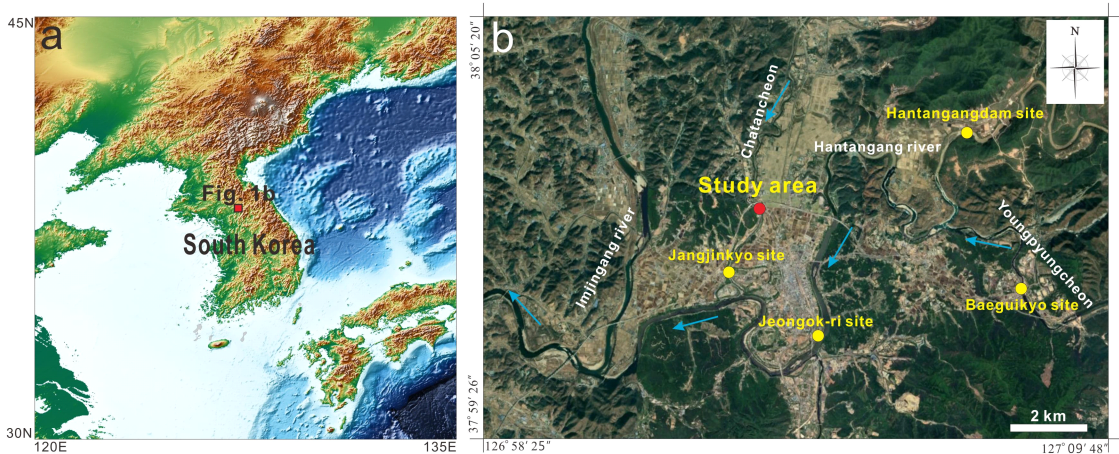 a
45N
30N
120E
135E
Fig. 1b
South Korea
b
38° 05′ 20″
37° 59′ 26″
126° 58′ 25″
127° 09′ 48″
N
Chatancheon
Hantangangdam site
Hantangang river
Study area
Youngpyungcheon
Imjingang river
Jangjinkyo site
Baeguikyo site
Jeongok-ri site
2 km